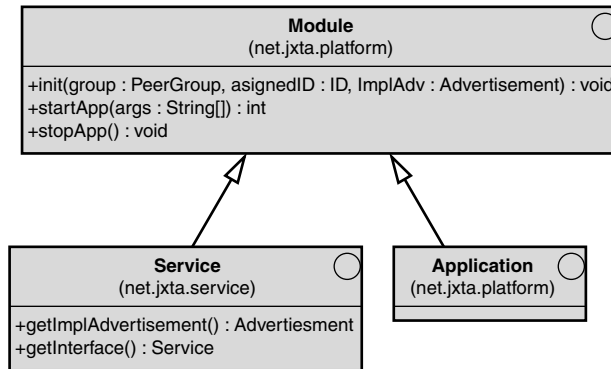 Module
(net.jxta.platform)
+init(group : PeerGroup, asignedID : ID, ImplAdv : Advertisement) : void
+startApp(args : String[]) : int
+stopApp() : void
Service
(net.jxta.service)
+getImplAdvertisement() : Advertiesment
+getInterface() : Service
Application
(net.jxta.platform)